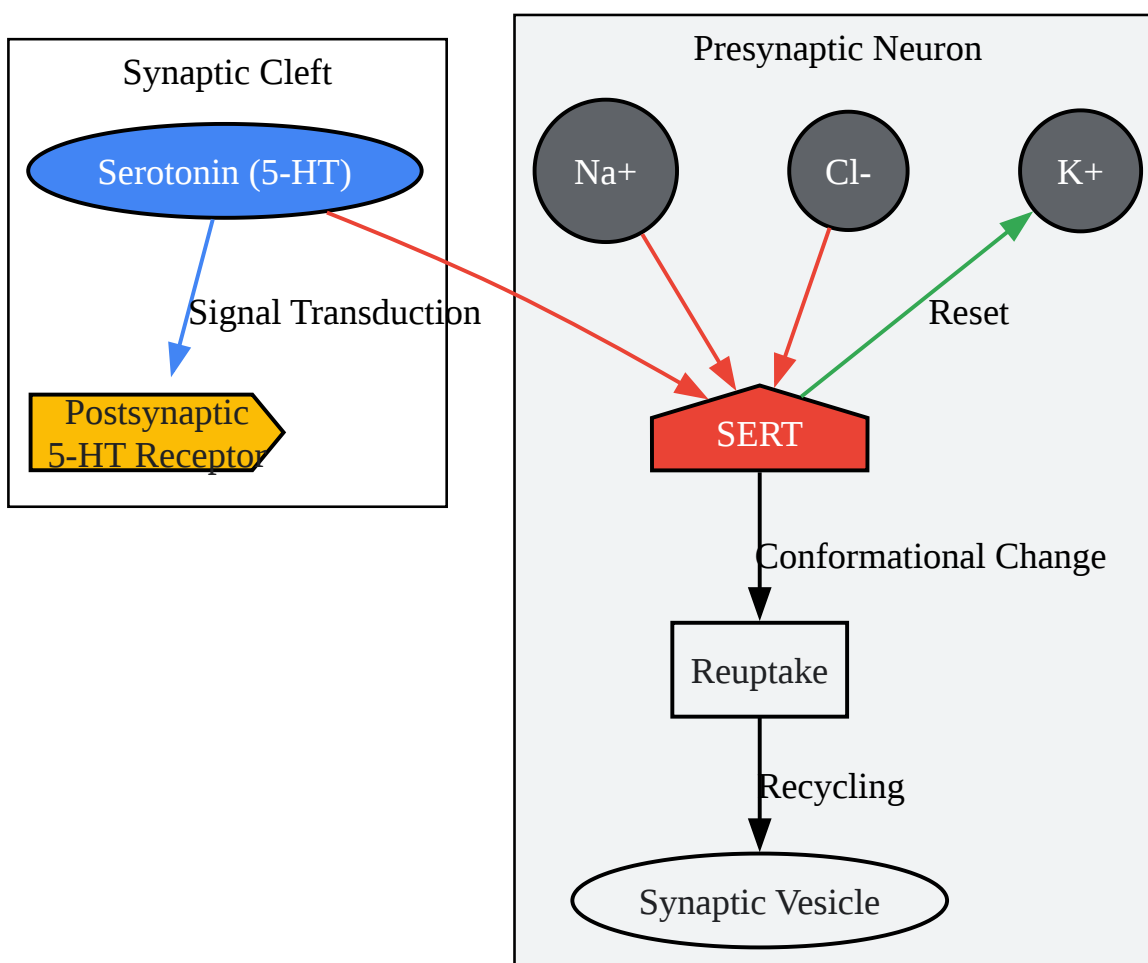 Synaptic Cleft
Presynaptic Neuron
Serotonin (5-HT)
Na+
Cl-
K+
Signal Transduction
Reset
Postsynaptic
5-HT Receptor
SERT
Conformational Change
Reuptake
Recycling
Synaptic Vesicle